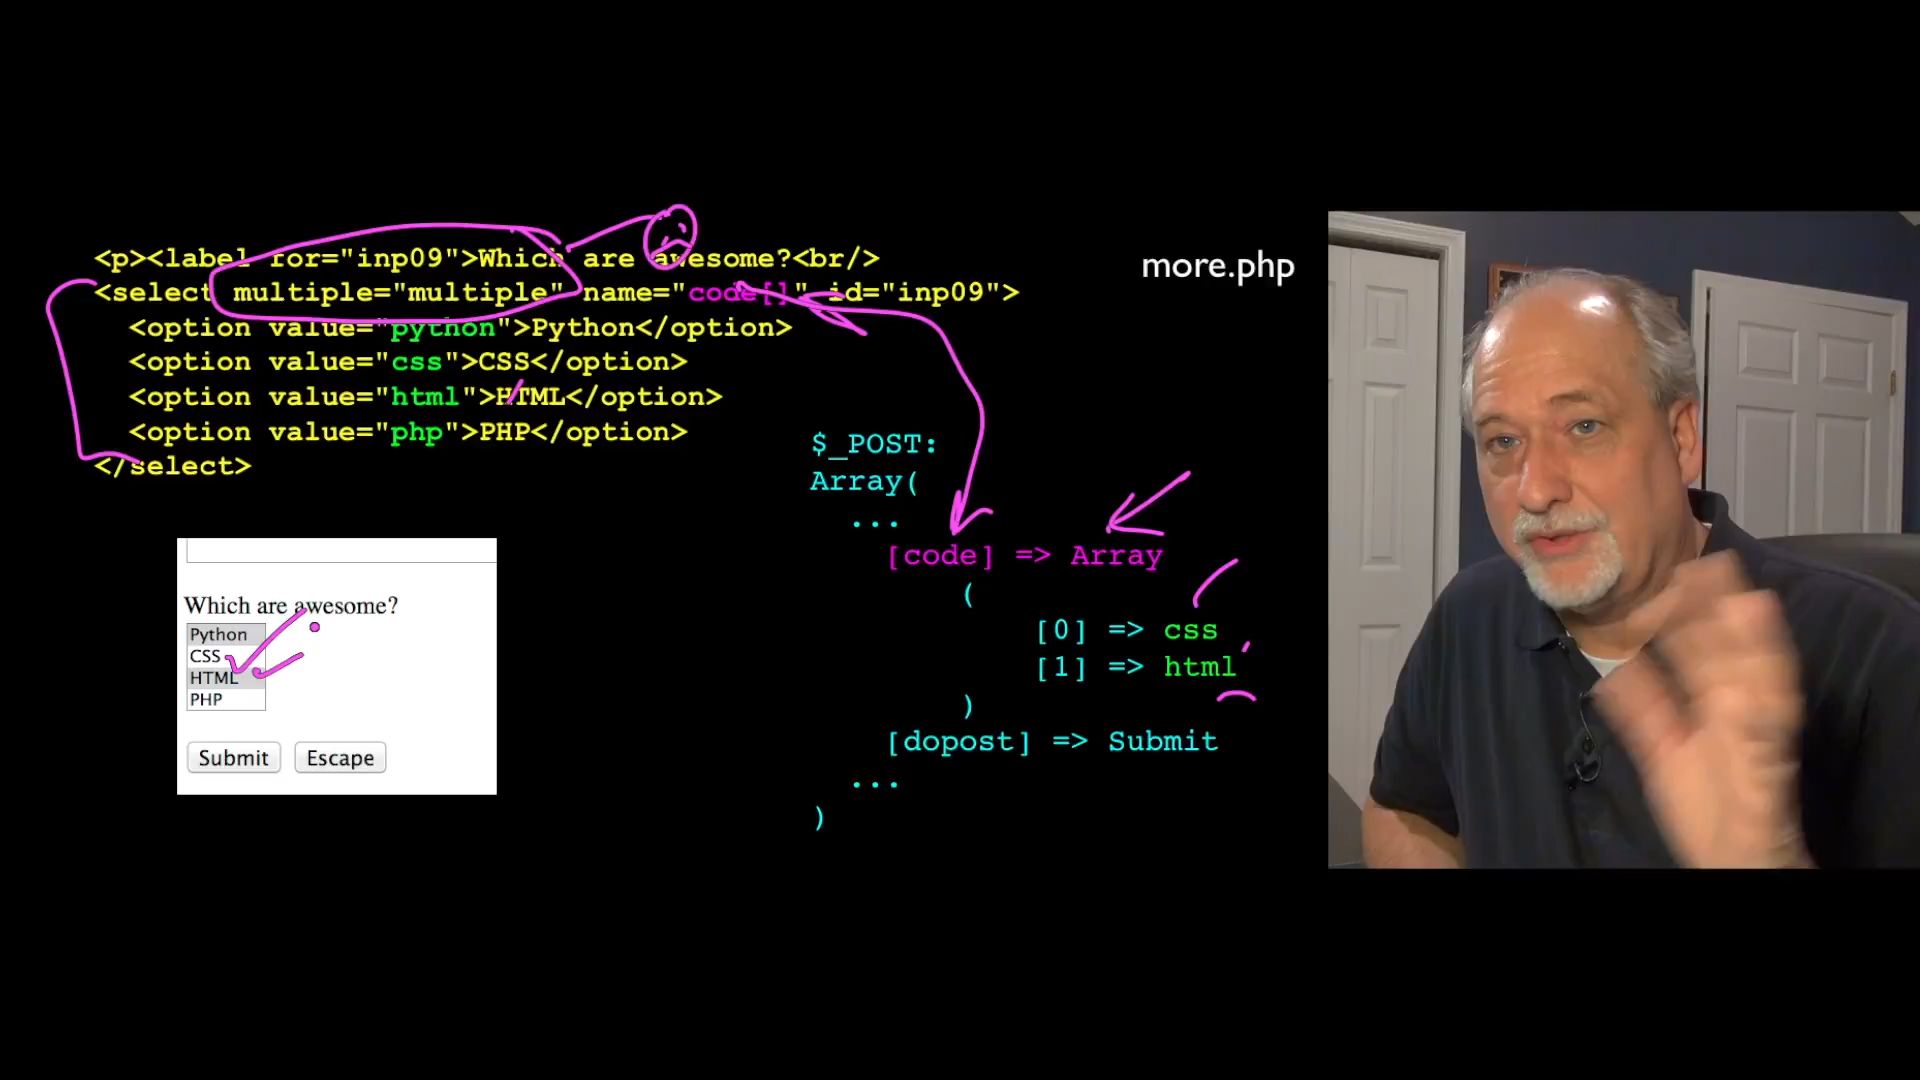 <p><label for="inp09">Which are awesome?<br/>
<select multiple="multiple" name="code[]" id="inp09">
<option value="python">Python</option>
<option value="css">CSS</option>
<option value="html">HTML</option>
<option value="php">PHP</option>
</select>
more.php
$_POST:
Array(
...
[code] => Array
(
[0] => css
[1] => html
)
[dopost] => Submit
...
)
Which are awesome?
Python
CSS
HTML
PHP
Submit Escape